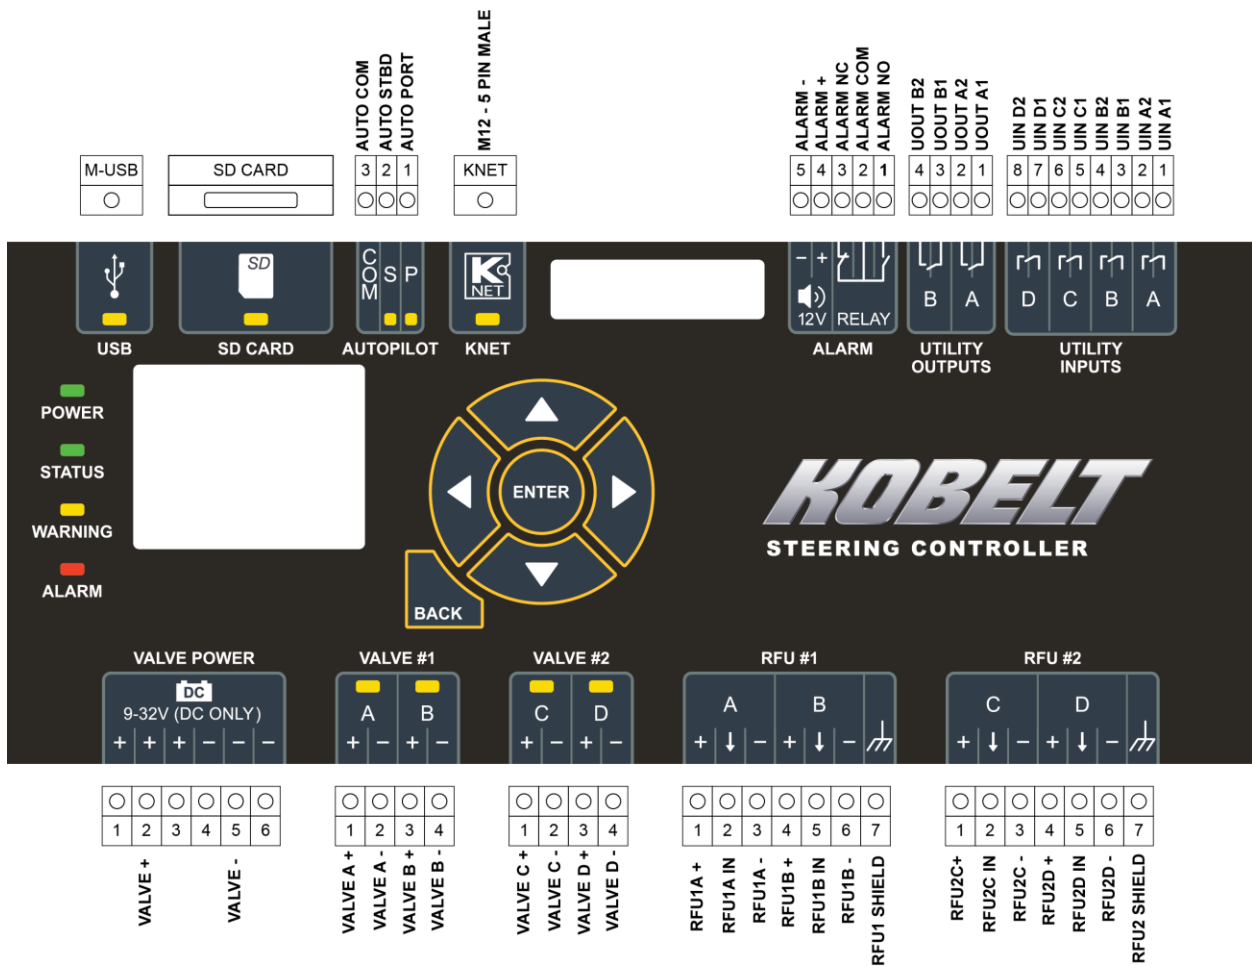 AUTO COM
AUTO STBD
AUTO PORT
M12 - 5 PIN MALE
ALARM -
ALARM +
ALARM NC
ALARM COM
ALARM NO
UOUT B2
UOUT B1
UOUT A2
UOUT A1
UIN D2
UIN D1
UIN C2
UIN C1
UIN B2
UIN B1
UIN A2
UIN A1
M-USB
SD CARD
3 2 1
KNET
5 4 3 2 1
4 3 2 1
8 7 6 5 4 3 2 1
SD
COM S P
K NET
- +
12V RELAY
B A
D C B A
USB
SD CARD
AUTOPILOT
KNET
ALARM
UTILITY
OUTPUTS
UTILITY
INPUTS
POWER
STATUS
WARNING
ALARM
ENTER
BACK
KOBELT
STEERING CONTROLLER
VALVE POWER
VALVE #1
VALVE #2
RFU #1
RFU #2
DC
9-32V (DC ONLY)
+ + + - - -
A B
+ - + -
C D
+ - + -
A B
+ - + -
C D
+ - + -
1 2 3 4 5 6
1 2 3 4
1 2 3 4
1 2 3 4 5 6 7
1 2 3 4 5 6 7
VALVE +
VALVE -
VALVE A +
VALVE A -
VALVE B +
VALVE B -
VALVE C +
VALVE C -
VALVE D +
VALVE D -
RFU1A +
RFU1A IN
RFU1A -
RFU1B +
RFU1B IN
RFU1B -
RFU1 SHIELD
RFU2C+
RFU2C IN
RFU2C -
RFU2D +
RFU2D IN
RFU2D -
RFU2 SHIELD